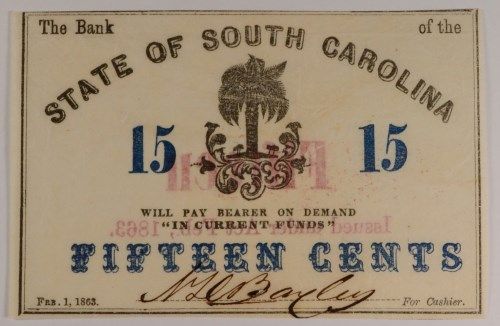 The Bank of the
STATE OF SOUTH CAROLINA
15 15
WILL PAY BEARER ON DEMAND
"IN CURRENT FUNDS"
FIFTEEN CENTS
FEB. 1, 1863. For Cashier.